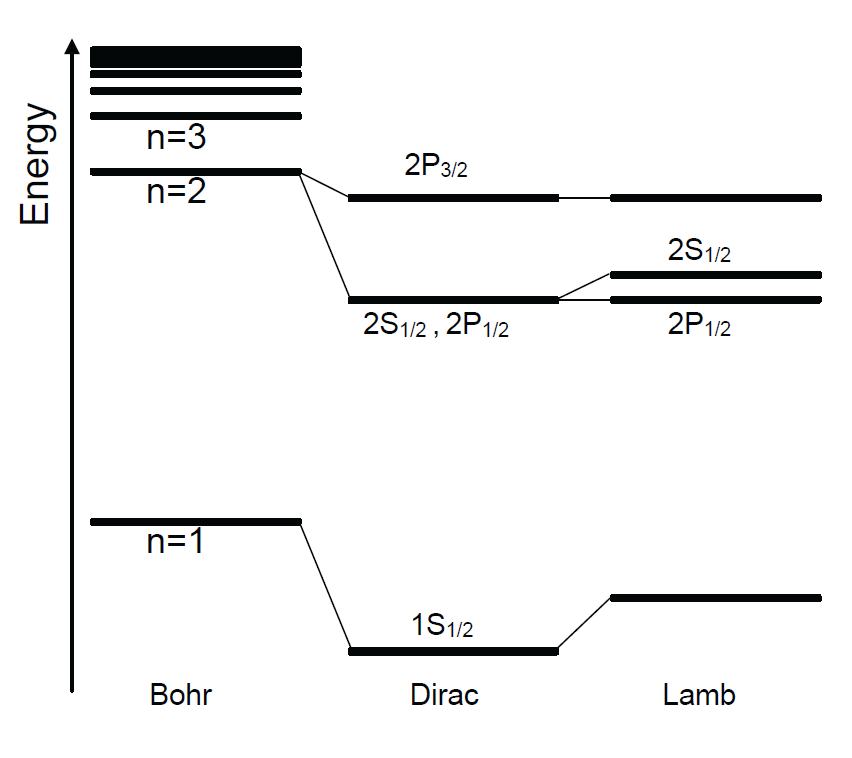 Energy
n=3
n=2
n=1
2P3/2
2S1/2 , 2P1/2
1S1/2
2S1/2
2P1/2
Bohr
Dirac
Lamb